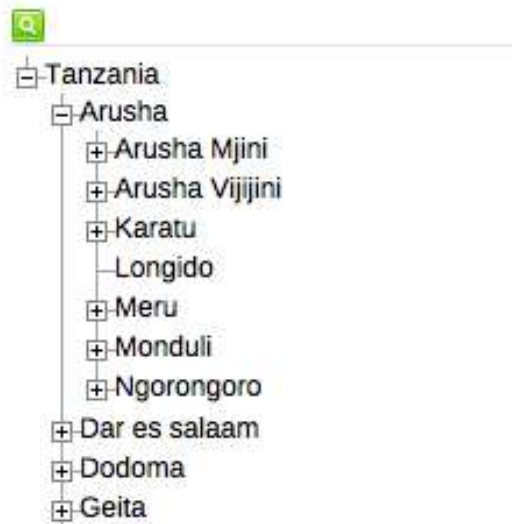 Tanzania
Arusha
Arusha Mjini
Arusha Vijijini
Karatu
Longido
Meru
Monduli
Ngorongoro
Dar es salaam
Dodoma
Geita